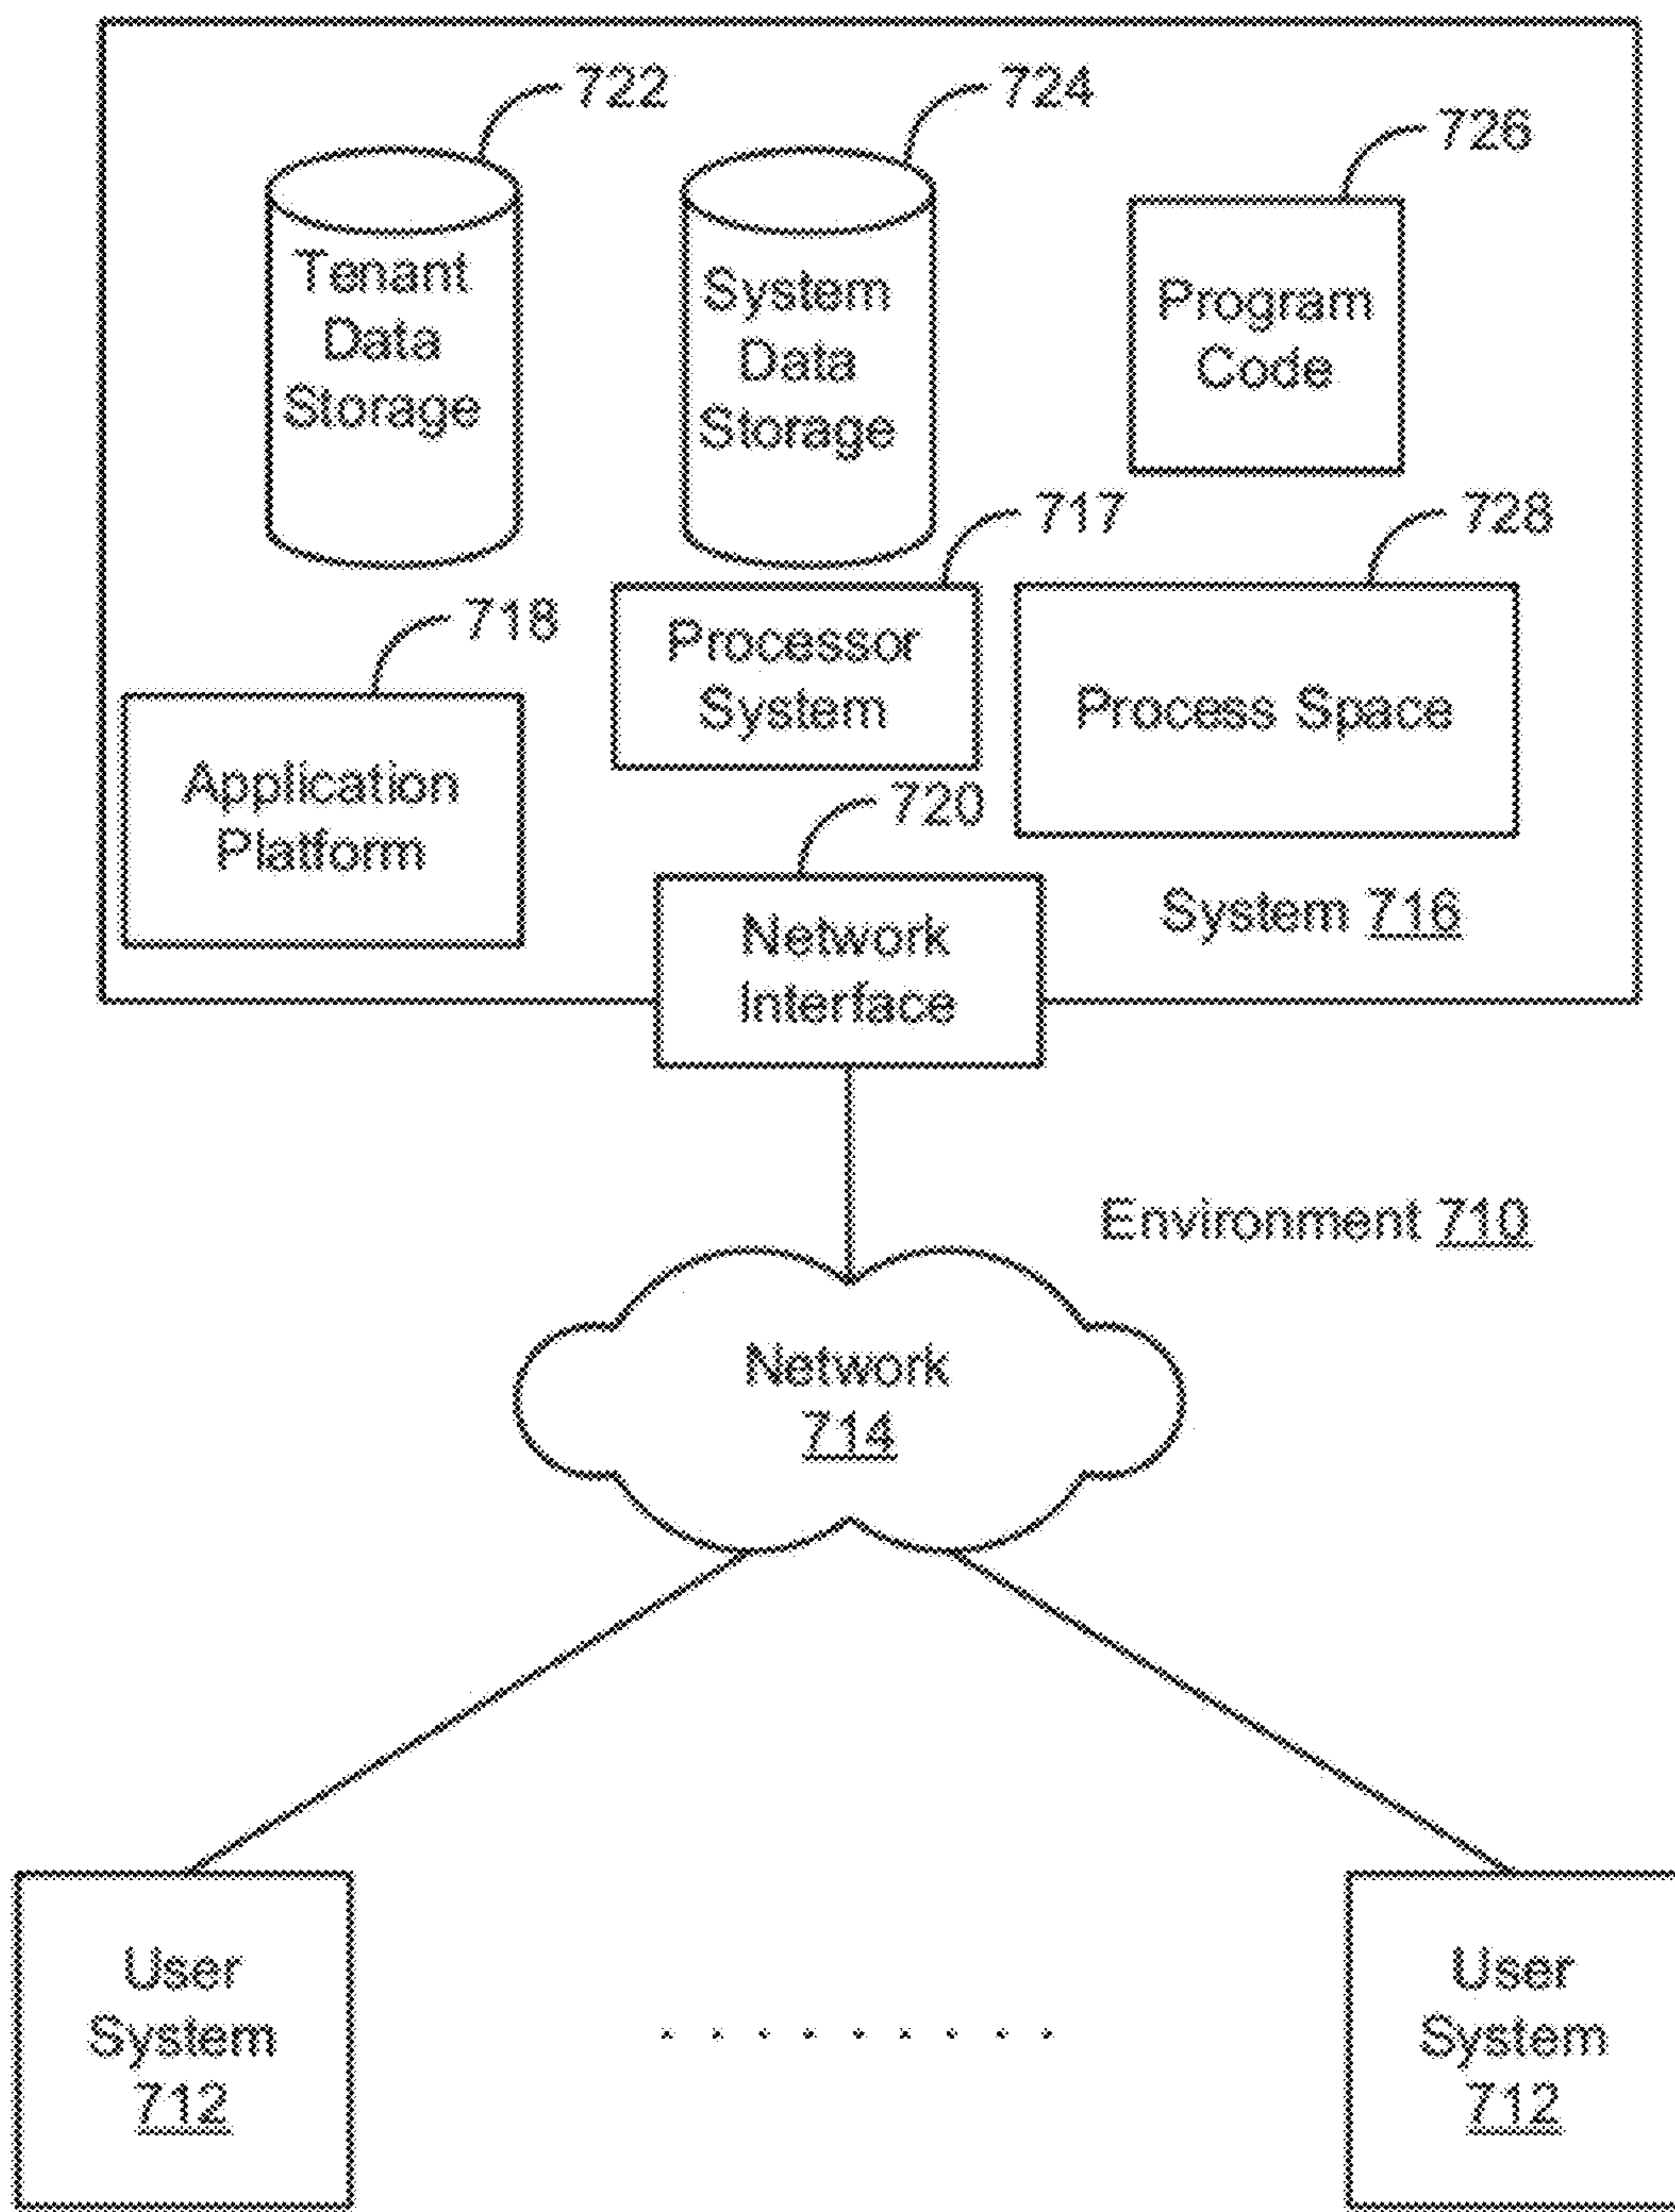 722
724
726
Tenant
Data
Storage
System
Data
Storage
Program
Code
717
728
718
Processor
System
Process Space
Application
Platform
720
Network
Interface
System 716
Environment 710
Network
714
User
System
712
User
System
712